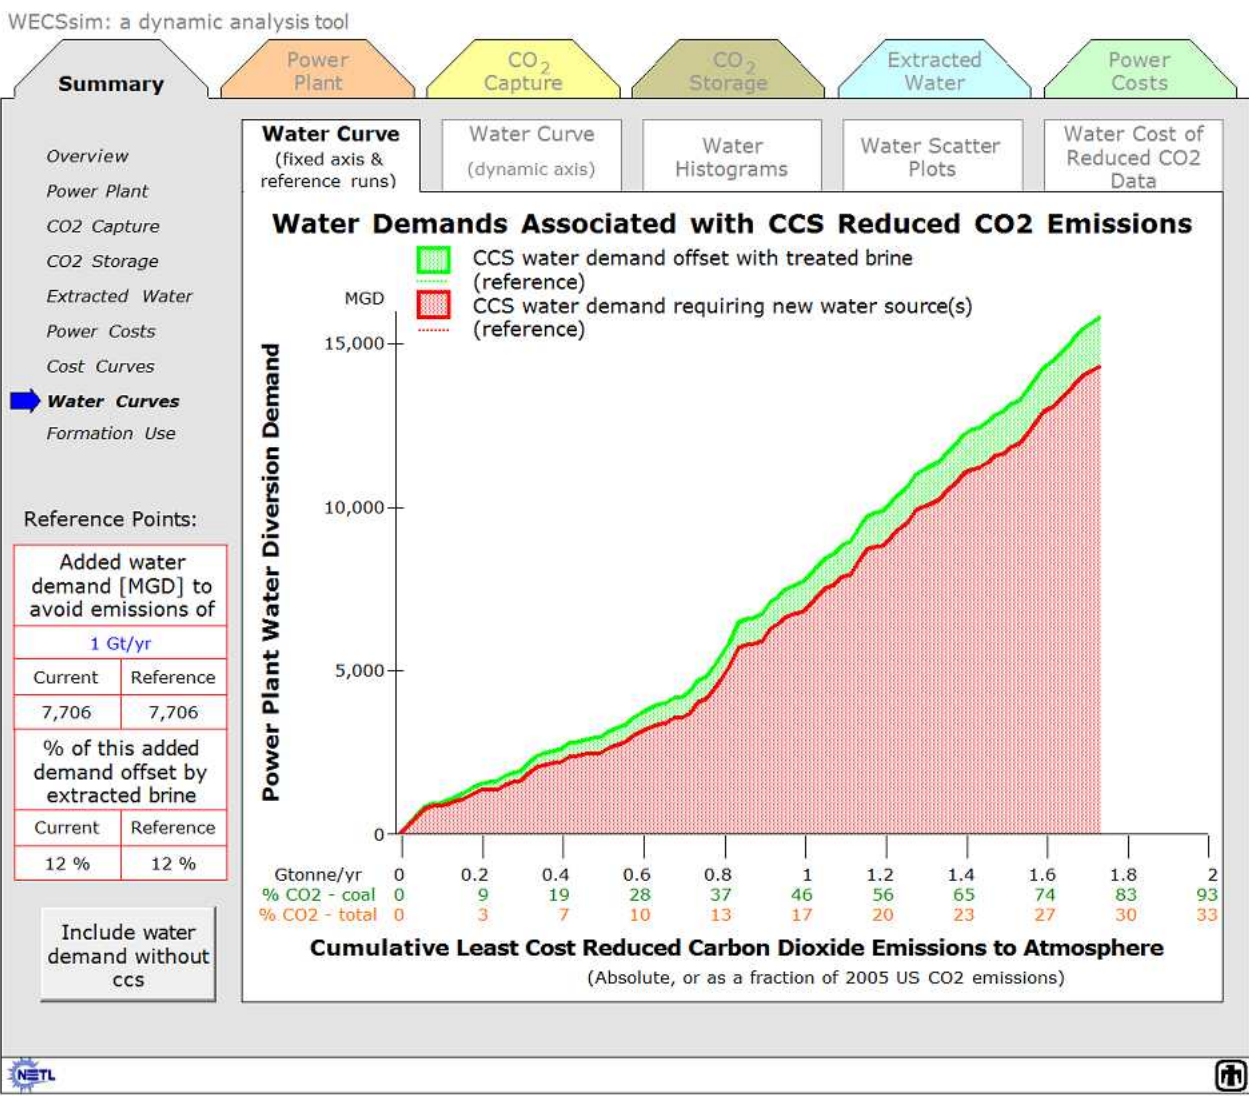 WECSsim: a dynamic analysis tool
Summary
Power
Plant
CO2
Capture
CO2
Storage
Extracted
Water
Power
Costs
Overview
Power Plant
CO2 Capture
CO2 Storage
Extracted Water
Power Costs
Cost Curves
Water Curves
Formation Use
Reference Points:
Added water
demand [MGD] to
avoid emissions of
1 Gt/yr
Current Reference
7,706 7,706
% of this added
demand offset by
extracted brine
Current Reference
12 % 12 %
Include water
demand without
ccs
Water Curve
(fixed axis &
reference runs)
Water Curve
(dynamic axis)
Water
Histograms
Water Scatter
Plots
Water Cost of
Reduced CO2
Data
Water Demands Associated with CCS Reduced CO2 Emissions
CCS water demand offset with treated brine
(reference)
CCS water demand requiring new water source(s)
(reference)
MGD
15,000
10,000
5,000
0
Power Plant Water Diversion Demand
Gtonne/yr 0 0.2 0.4 0.6 0.8 1 1.2 1.4 1.6 1.8 2
% CO2 - coal 0 9 19 28 37 46 56 65 74 83 93
% CO2 - total 0 3 7 10 13 17 20 23 27 30 33
Cumulative Least Cost Reduced Carbon Dioxide Emissions to Atmosphere
(Absolute, or as a fraction of 2005 US CO2 emissions)
NETL